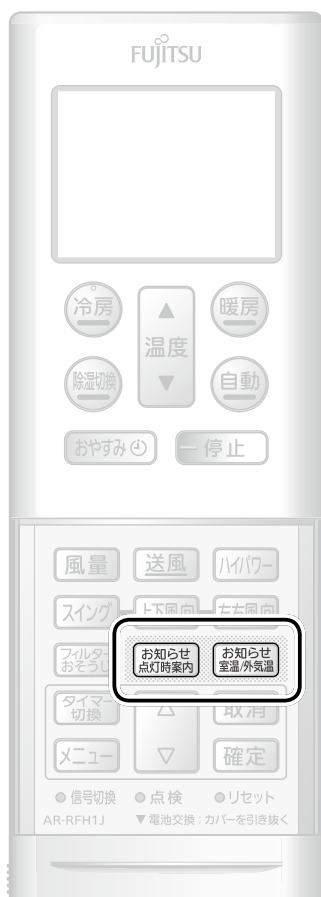 FUJITSU
冷房 ▲ 暖房
温度
除湿切換 ▼ 自動
おやすみ 停止
風量 送風 ハイパワー
スイング 上下風向 左右風向
フィルター お知らせ お知らせ
おそうじ 点灯時案内 室温/外気温
タイマー △ 取消
切換
メニュー ▽ 確定
信号切換 点検 リセット
AR-RFH1J ▼電池交換:カバーを引き抜く